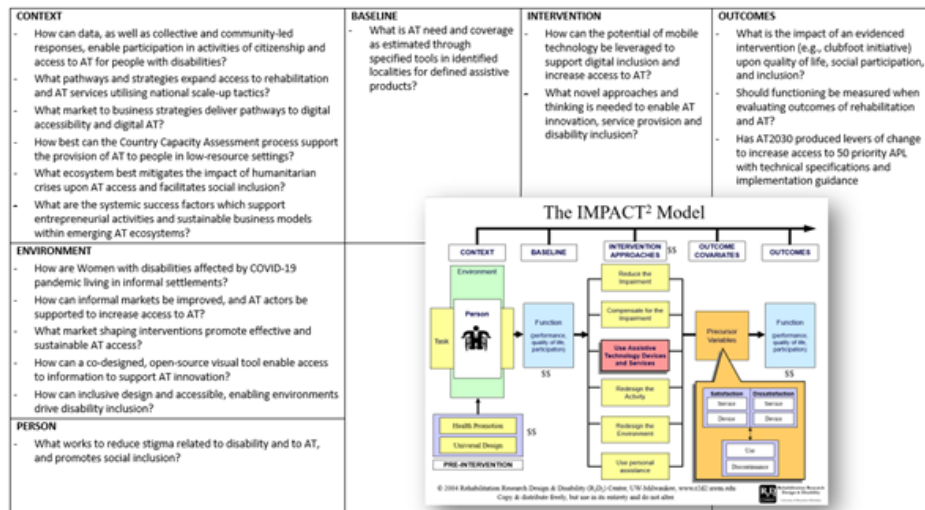 CONTEXT
- How can data, as well as collective and community-led
responses, enable participation in activities of citizenship and
access to AT for people with disabilities?
- What pathways and strategies expand access to rehabilitation
and AT services utilising national scale-up tactics?
- What market to business strategies deliver pathways to digital
accessibility and digital AT?
- How best can the Country Capacity Assessment process support
the provision of AT to people in low-resource settings?
- What ecosystem best mitigates the impact of humanitarian
crises upon AT access and facilitates social inclusion?
- What are the systemic success factors which support
entrepreneurial activities and sustainable business models
within emerging AT ecosystems?
ENVIRONMENT
- How are Women with disabilities affected by COVID-19
pandemic living in informal settlements?
- How can informal markets be improved, and AT actors be
supported to increase access to AT?
- What market shaping interventions promote effective and
sustainable AT access?
- How can a co-designed, open-source visual tool enable access
to information to support AT innovation?
- How can inclusive design and accessible, enabling environments
drive disability inclusion?
PERSON
- What works to reduce stigma related to disability and to AT,
and promotes social inclusion?
BASELINE
- What is AT need and coverage
as estimated through
specified tools in identified
localities for defined assistive
products?
INTERVENTION
- How can the potential of mobile
technology be leveraged to
support digital inclusion and
increase access to AT?
- What novel approaches and
thinking is needed to enable AT
innovation, service provision and
disability inclusion?
OUTCOMES
- What is the impact of an evidenced
intervention (e.g., clubfoot initiative)
upon quality of life, social participation,
and inclusion?
- Should functioning be measured when
evaluating outcomes of rehabilitation
and AT?
- Has AT2030 produced levers of change
to increase access to 50 priority APL
with technical specifications and
implementation guidance
The IMPACT² Model
CONTEXT
BASELINE
INTERVENTION
APPROACHES
$$
OUTCOME
COVARIATES
OUTCOMES
Environment
Person
Task
Health Promotion
Universal Design
PRE-INTERVENTION
$$
Function
(performance,
quality of life,
participation)
$$
Reduce the
Impairment
Compensate for the
Impairment
Use Assistive
Technology Devices
and Services
Redesign the
Activity
Redesign the
Environment
Use personal
assistance
Precursor
Variables
Satisfaction
Service
Device
Dissatisfaction
Service
Device
Use
Discontinuance
Function
(performance,
quality of life,
participation)
$$
© 2004 Rehabilitation Research Design & Disability (R₂D₂) Center, UW-Milwaukee, www.r2d2.uwm.edu
Copy & distribute freely, but use in its entirety and do not alter
Rehabilitation Research
Design & Disability